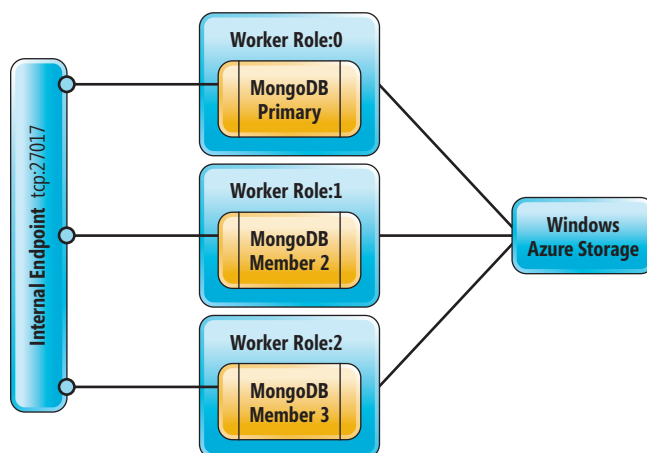 Internal Endpoint tcp:27017
Worker Role:0
MongoDB
Primary
Worker Role:1
MongoDB
Member 2
Worker Role:2
MongoDB
Member 3
Windows
Azure Storage